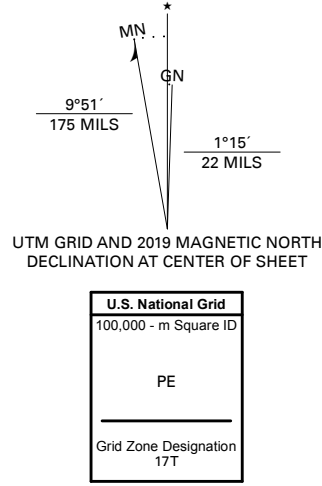 ★
MN
GN
9°51´
175 MILS
1°15´
22 MILS
UTM GRID AND 2019 MAGNETIC NORTH
DECLINATION AT CENTER OF SHEET
U.S. National Grid
100,000 - m Square ID
PE
Grid Zone Designation
17T